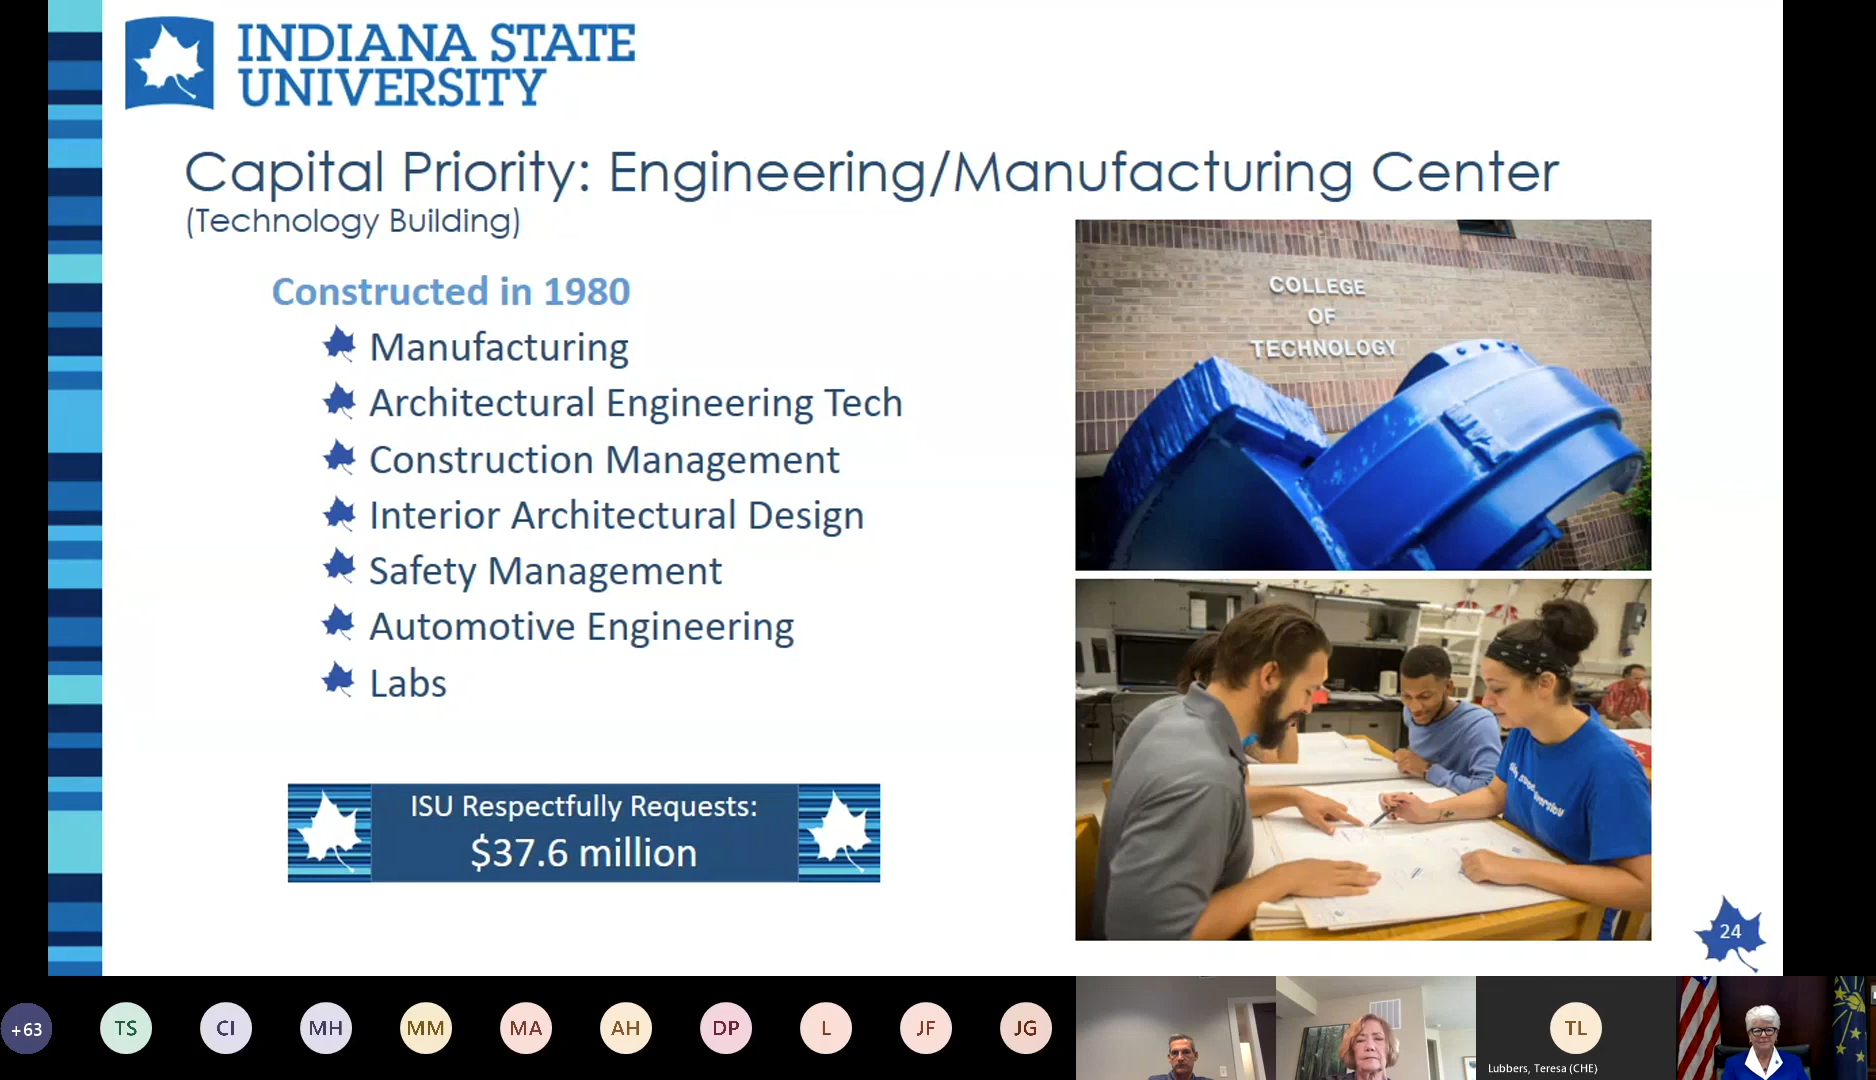 INDIANA STATE
UNIVERSITY
Capital Priority: Engineering/Manufacturing Center
(Technology Building)
Constructed in 1980
Manufacturing
Architectural Engineering Tech
Construction Management
Interior Architectural Design
Safety Management
Automotive Engineering
Labs
ISU Respectfully Requests:
$37.6 million
COLLEGE
OF
TECHNOLOGY
24
+63
TS
CI
MH
MM
MA
AH
DP
L
JF
JG
TL
Lubbers, Teresa (CHE)